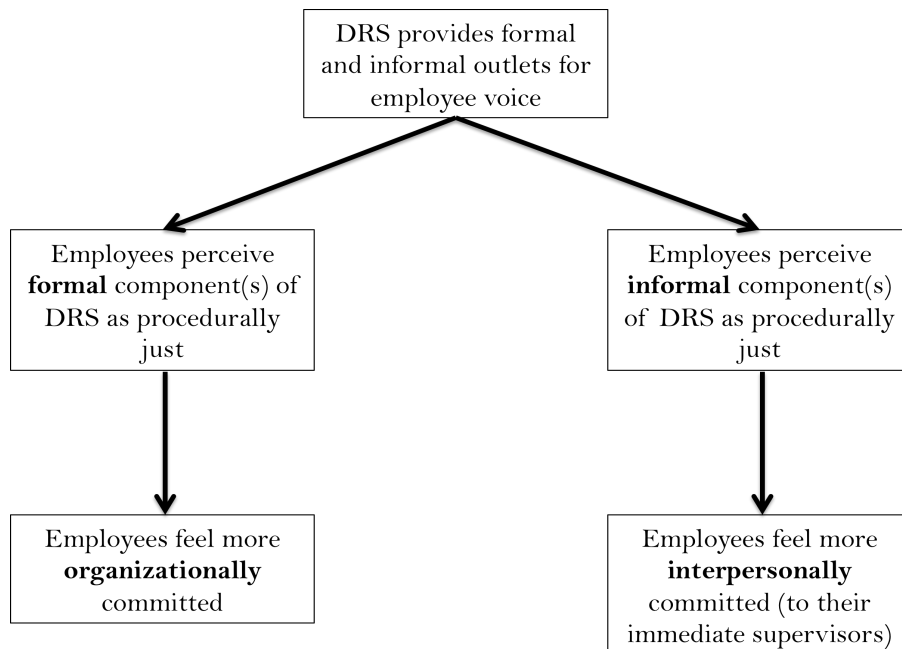 DRS provides formal
and informal outlets for
employee voice
Employees perceive
formal component(s) of
DRS as procedurally
just
Employees perceive
informal component(s)
of DRS as procedurally
just
Employees feel more
organizationally
committed
Employees feel more
interpersonally
committed (to their
immediate supervisors)